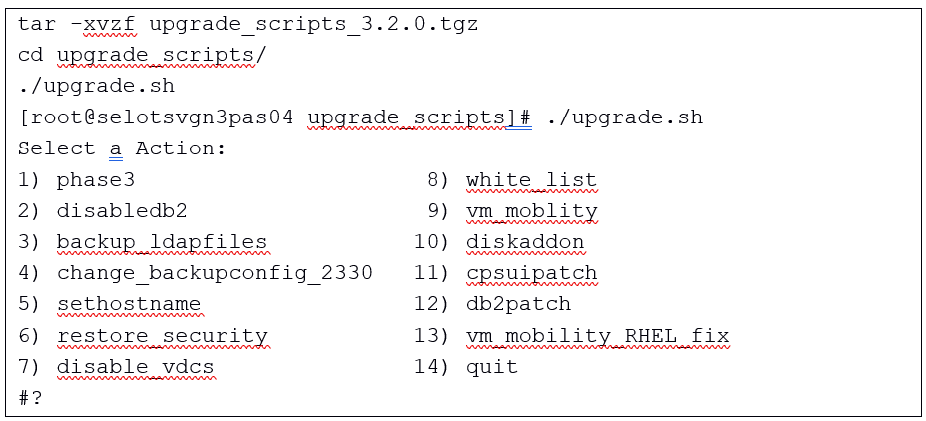 tar -xvzf upgrade_scripts_3.2.0.tgz
cd upgrade_scripts/
./upgrade.sh
[root@selotsvgn3pas04 upgrade_scripts]# ./upgrade.sh
Select a Action:
1) phase3 8) white_list
2) disabledb2 9) vm_moblity
3) backup_ldapfiles 10) diskaddon
4) change_backupconfig_2330 11) cpsuipatch
5) sethostname 12) db2patch
6) restore_security 13) vm_mobility_RHEL_fix
7) disable_vdcs 14) quit
#?